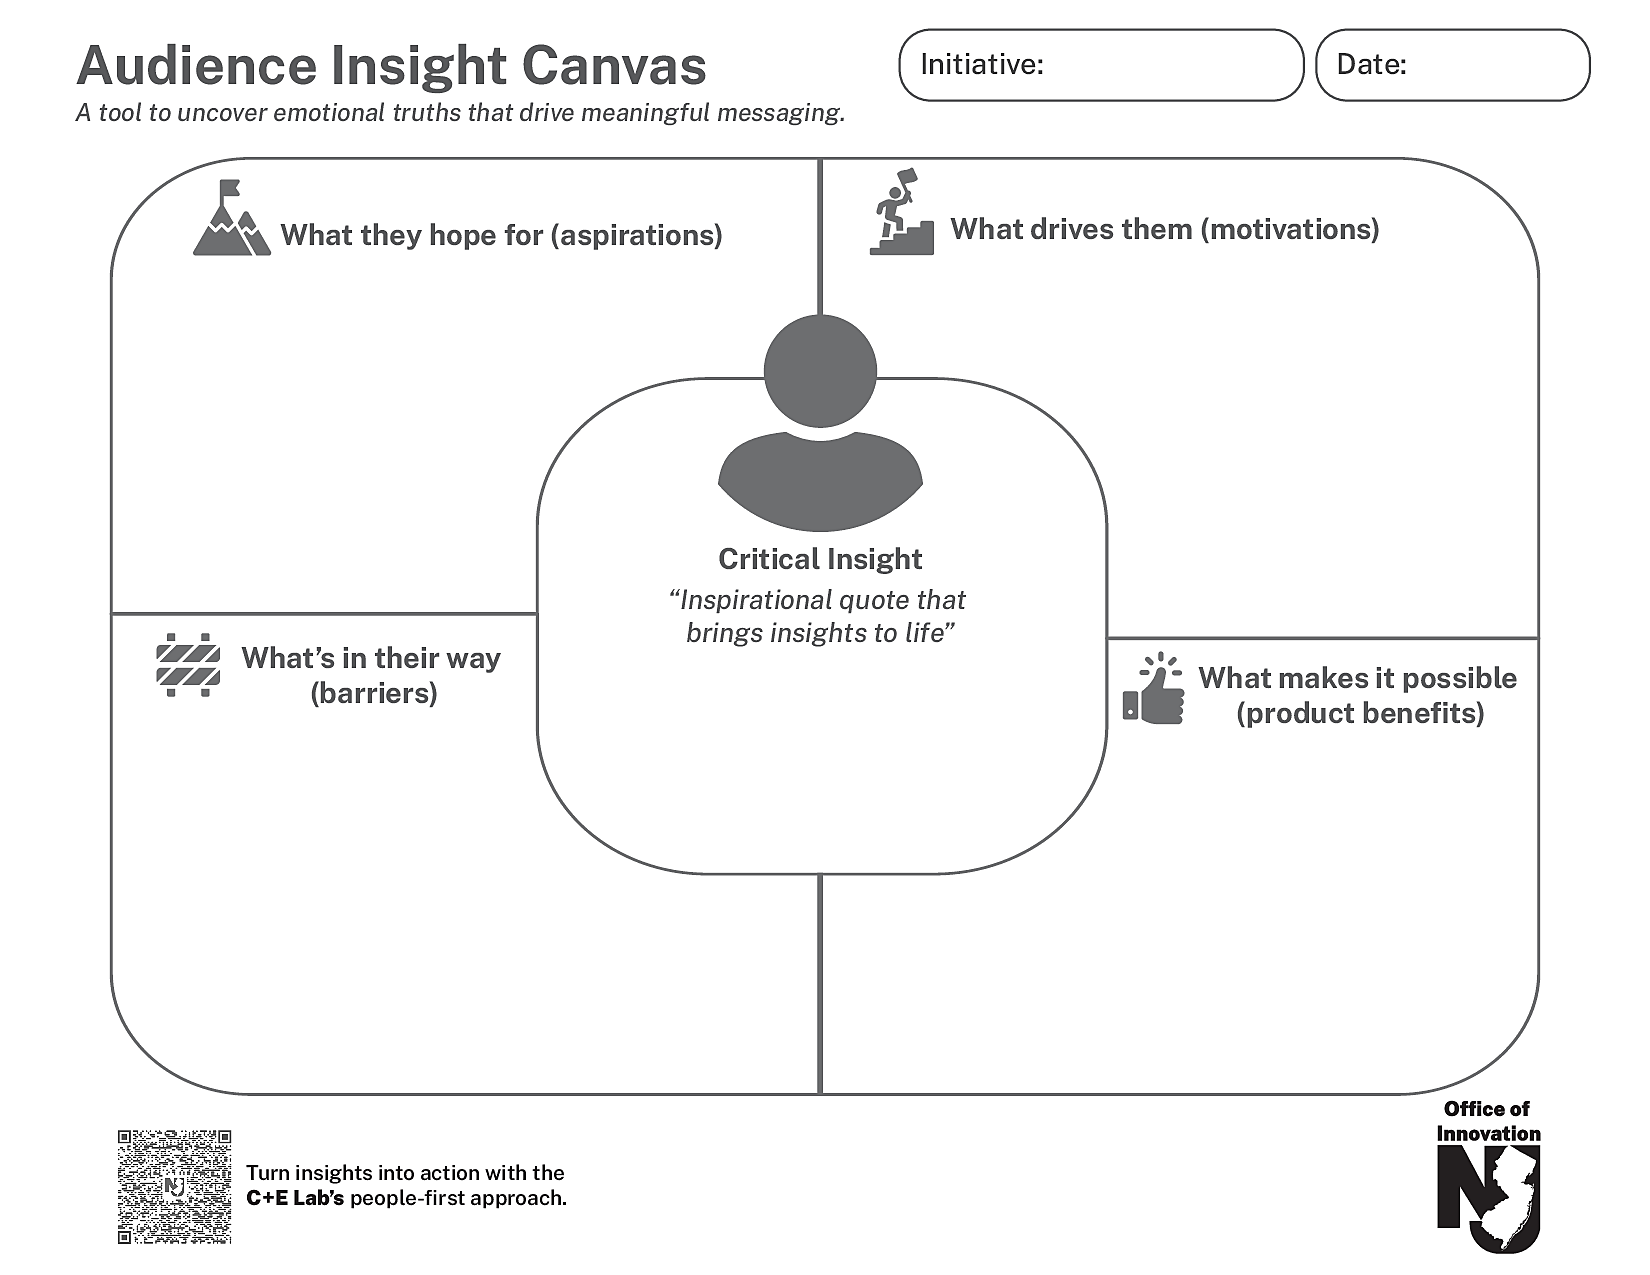 Audience Insight Canvas
A tool to uncover emotional truths that drive meaningful messaging.
Initiative:
Date:
What they hope for (aspirations)
What drives them (motivations)
Critical Insight
“Inspirational quote that
brings insights to life”
What’s in their way
(barriers)
What makes it possible
(product benefits)
Turn insights into action with the
C+E Lab’s people-first approach.
NJ
Office of
Innovation
NJ